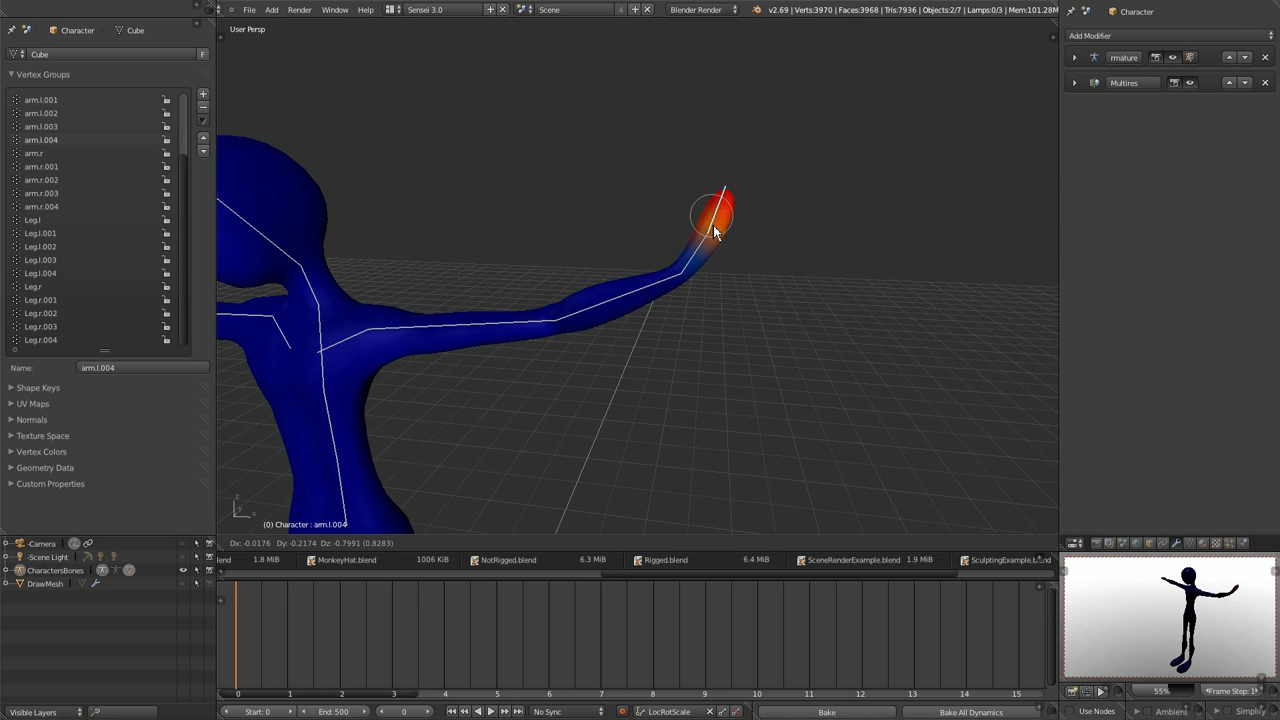 File Add Render Window Help Sensei 3.0 Scene 4 Blender Render v2.69 | Verts:3970 | Faces:3968 | Tris:7936 | Objects:2/7 | Lamps:0/3 | Mem:101.28M
Character Cube
Cube F
Vertex Groups
arm.l.001
arm.l.002
arm.l.003
arm.l.004
arm.r
arm.r.001
arm.r.002
arm.r.003
arm.r.004
Leg.l
Leg.l.001
Leg.l.002
Leg.l.003
Leg.l.004
Leg.r
Leg.r.001
Leg.r.002
Leg.r.003
Leg.r.004
Name: arm.l.004
Shape Keys
UV Maps
Normals
Texture Space
Vertex Colors
Geometry Data
Custom Properties
User Persp
z
y x
(0) Character : arm.l.004
Character
Add Modifier
rmature
Multires
Dx: -0.0176 Dy: -0.2174 Dz: -0.7991 (0.8283)
-Camera
-Scene Light
CharactersBones
DrawMesh
lend 1.8 MiB MonkeyHat.blend 1006 KiB NotRigged.blend 6.3 MiB Rigged.blend 6.4 MiB SceneRenderExample.blend 1.9 MiB SculptingExample.blend
0 1 2 3 4 5 6 7 8 9 10 11 12 13 14 15
55% Frame Step: 1
Visible Layers Start: 0 End: 500 0 No Sync LocRotScale Bake Bake All Dynamics Use Nodes Ambien Simplify